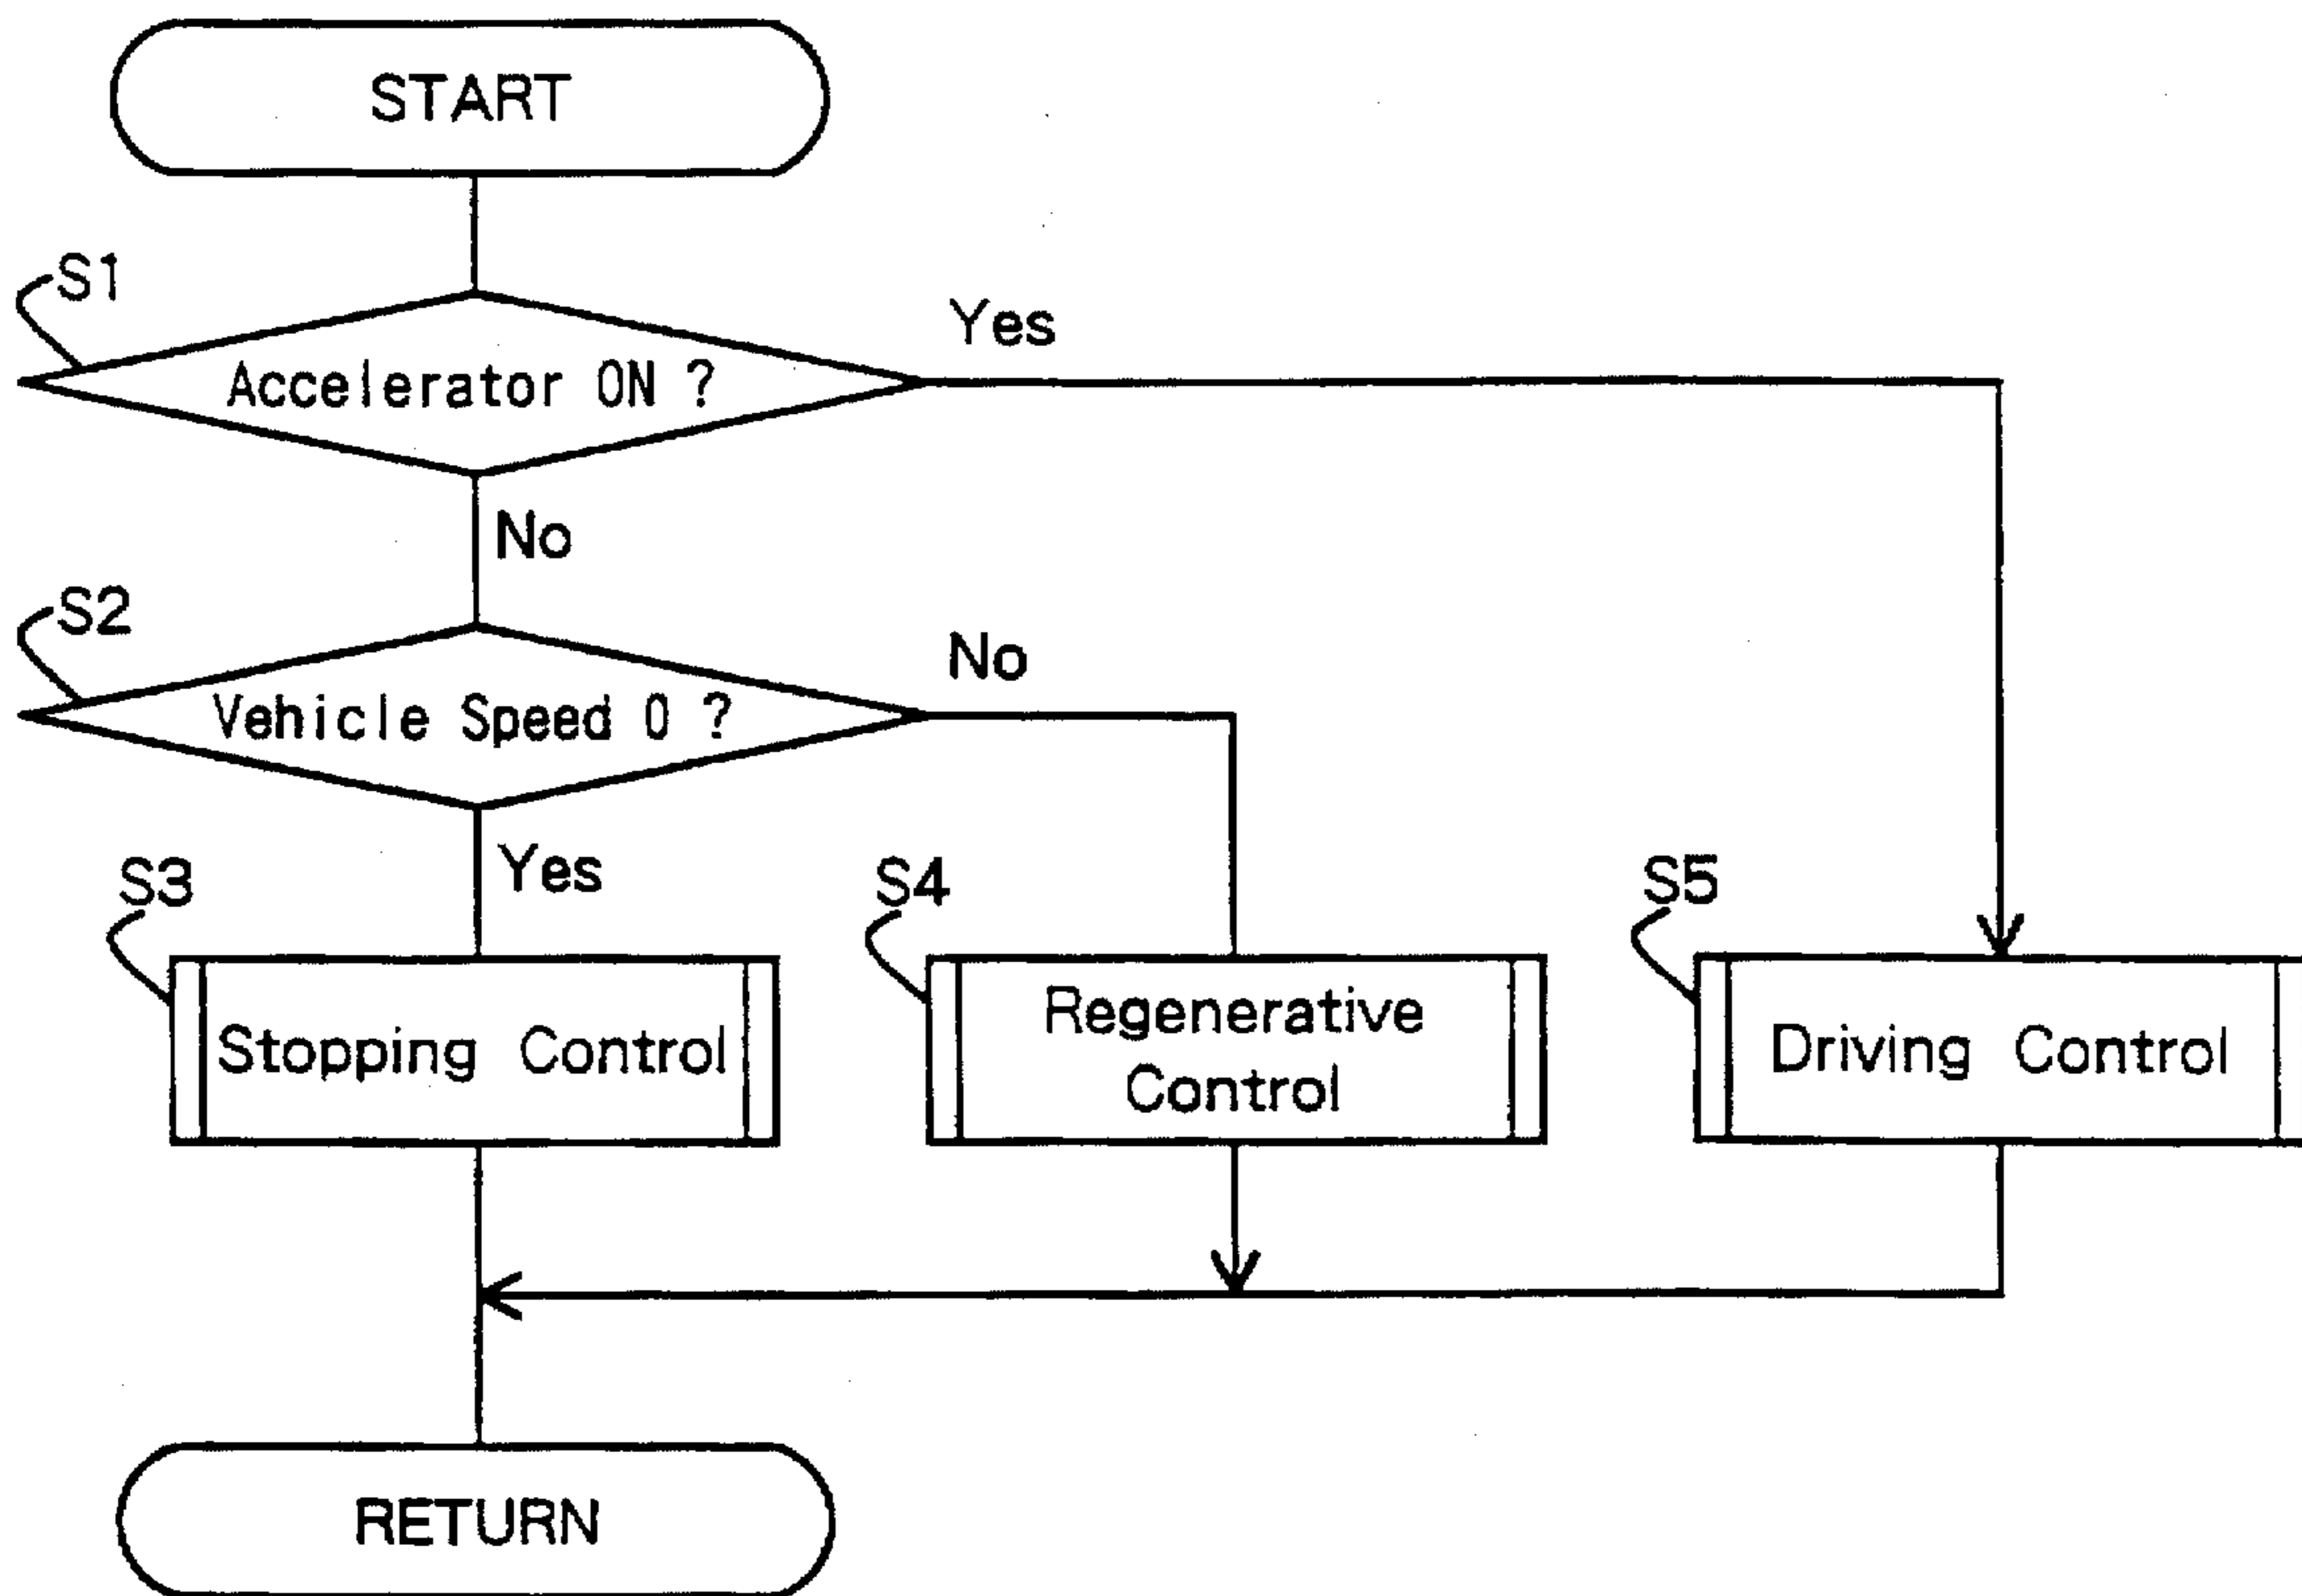 START
S1
Yes
Accelerator ON ?
No
S2
No
Vehicle Speed 0 ?
Yes
S3
S4
S5
Stopping Control
Regenerative
Control
Driving Control
RETURN